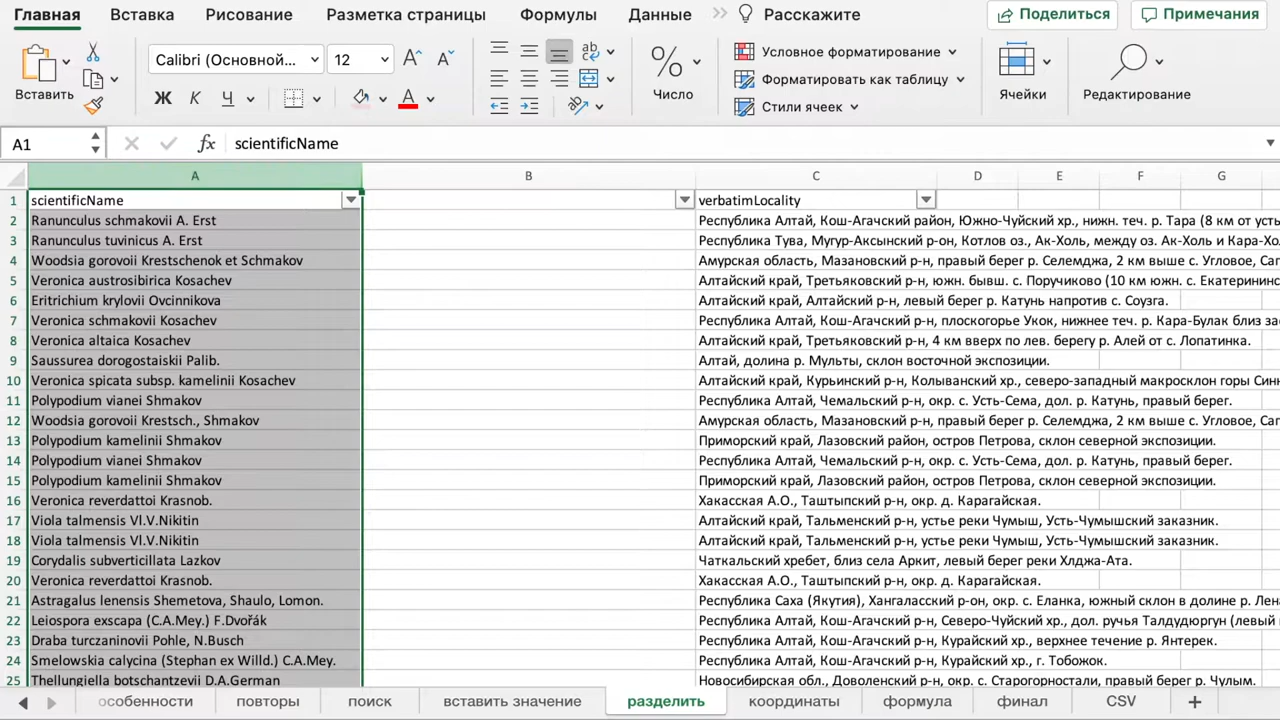 Главная Вставка Рисование Разметка страницы Формулы Данные Расскажите Поделиться Примечания
Вставить Calibri (Основной... 12 Ж К Ч А Число Условное форматирование Форматировать как таблицу Стили ячеек Ячейки Редактирование
A1 fx scientificName
A B C D E F G
1 scientificName verbatimLocality
2 Ranunculus schmakovii A. Erst Республика Алтай, Кош-Агачский район, Южно-Чуйский хр., нижн. теч. р. Тара (8 км от усть
3 Ranunculus tuvinicus A. Erst Республика Тува, Мугур-Аксынский р-он, Котлов оз., Ак-Холь, между оз. Ак-Холь и Кара-Хо
4 Woodsia gorovoii Krestschenok et Schmakov Амурская область, Мазановский р-н, правый берег р. Селемджа, 2 км выше с. Угловое, Сап
5 Veronica austrosibirica Kosachev Алтайский край, Третьяковский р-н, южн. бывш. с. Поручиково (10 км южн. с. Екатерининс
6 Eritrichium krylovii Ovcinnikova Алтайский край, Алтайский р-н, левый берег р. Катунь напротив с. Соузга.
7 Veronica schmakovii Kosachev Республика Алтай, Кош-Агачский р-н, плоскогорье Укок, нижнее теч. р. Кара-Булак близ за
8 Veronica altaica Kosachev Алтайский край, Третьяковский р-н, 4 км вверх по лев. берегу р. Алей от с. Лопатинка.
9 Saussurea dorogostaiskii Palib. Алтай, долина р. Мульты, склон восточной экспозиции.
10 Veronica spicata subsp. kamelinii Kosachev Алтайский край, Курьинский р-н, Колыванский хр., северо-западный макросклон горы Син
11 Polypodium vianei Shmakov Республика Алтай, Чемальский р-н, окр. с. Усть-Сема, дол. р. Катунь, правый берег.
12 Woodsia gorovoii Krestsch., Shmakov Амурская область, Мазановский р-н, правый берег р. Селемджа, 2 км выше с. Угловое, Сап
13 Polypodium kamelinii Shmakov Приморский край, Лазовский район, остров Петрова, склон северной экспозиции.
14 Polypodium vianei Shmakov Республика Алтай, Чемальский р-н, окр. с. Усть-Сема, дол. р. Катунь, правый берег.
15 Polypodium kamelinii Shmakov Приморский край, Лазовский район, остров Петрова, склон северной экспозиции.
16 Veronica reverdattoi Krasnob. Хакасская А.О., Таштыпский р-н, окр. д. Карагайская.
17 Viola talmensis Vl.V.Nikitin Алтайский край, Тальменский р-н, устье реки Чумыш, Усть-Чумышский заказник.
18 Viola talmensis Vl.V.Nikitin Алтайский край, Тальменский р-н, устье реки Чумыш, Усть-Чумышский заказник.
19 Corydalis subverticillata Lazkov Чаткальский хребет, близ села Аркит, левый берег реки Хлджа-Ата.
20 Veronica reverdattoi Krasnob. Хакасская А.О., Таштыпский р-н, окр. д. Карагайская.
21 Astragalus lenensis Shemetova, Shaulo, Lomon. Республика Саха (Якутия), Хангаласский р-он, окр. с. Еланка, южный склон в долине р. Лен
22 Leiospora exscapa (C.A.Mey.) F.Dvořák Республика Алтай, Кош-Агачский р-н, Северо-Чуйский хр., дол. ручья Талдудюргун (левый
23 Draba turczaninovii Pohle, N.Busch Республика Алтай, Кош-Агачский р-н, Курайский хр., верхнее течение р. Янтерек.
24 Smelowskia calycina (Stephan ex Willd.) C.A.Mey. Республика Алтай, Кош-Агачский р-н, Курайский хр., г. Тобожок.
25 Thellungiella botschantzevii D.A.German Новосибирская обл., Доволенский р-н, окр. с. Старогорностали, правый берег р. Чулым.
особенности повторы поиск вставить значение разделить координаты формула финал CSV